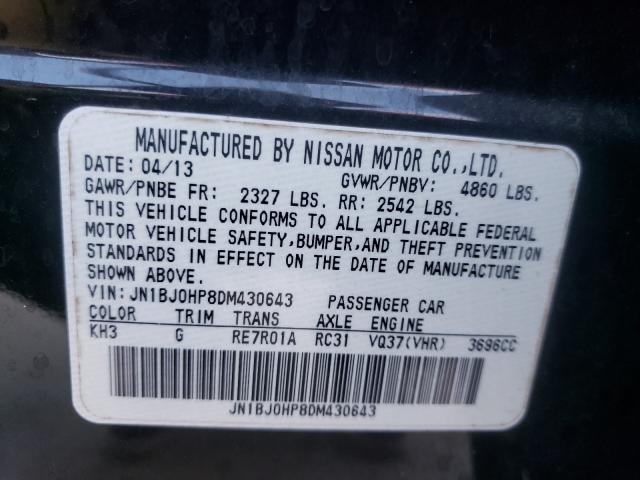 MANUFACTURED BY NISSAN MOTOR CO.,LTD.
DATE: 04/13 GVWR/PNBV: 4860 LBS.
GAWR/PNBE FR: 2327 LBS. RR: 2542 LBS.
THIS VEHICLE CONFORMS TO ALL APPLICABLE FEDERAL
MOTOR VEHICLE SAFETY,BUMPER,AND THEFT PREVENTION
STANDARDS IN EFFECT ON THE DATE OF MANUFACTURE
SHOWN ABOVE.
VIN:JN1BJ0HP8DM430643 PASSENGER CAR
COLOR TRIM TRANS AXLE ENGINE
KH3 G RE7R01A RC31 VQ37(VHR) 3696CC
JN1BJ0HP8DM430643